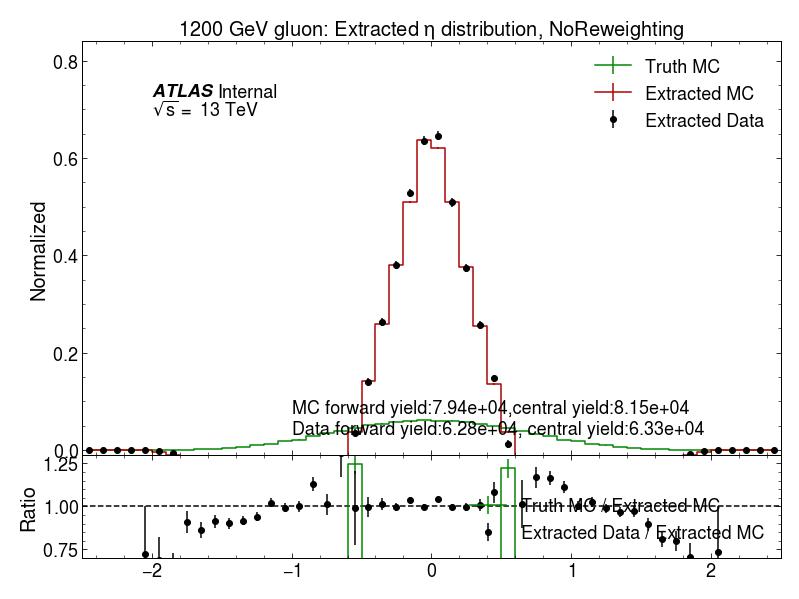 1200 GeV gluon: Extracted η distribution, NoReweighting
0.8
ATLAS Internal
√s = 13 TeV
Truth MC
Extracted MC
Extracted Data
0.6
Normalized
0.4
0.2
MC forward yield:7.94e+04,central yield:8.15e+04
Data forward yield:6.28e+04, central yield:6.33e+04
0.0
1.25
Ratio
1.00
Truth MC / Extracted MC
Extracted Data / Extracted MC
0.75
−2
−1
0
1
2